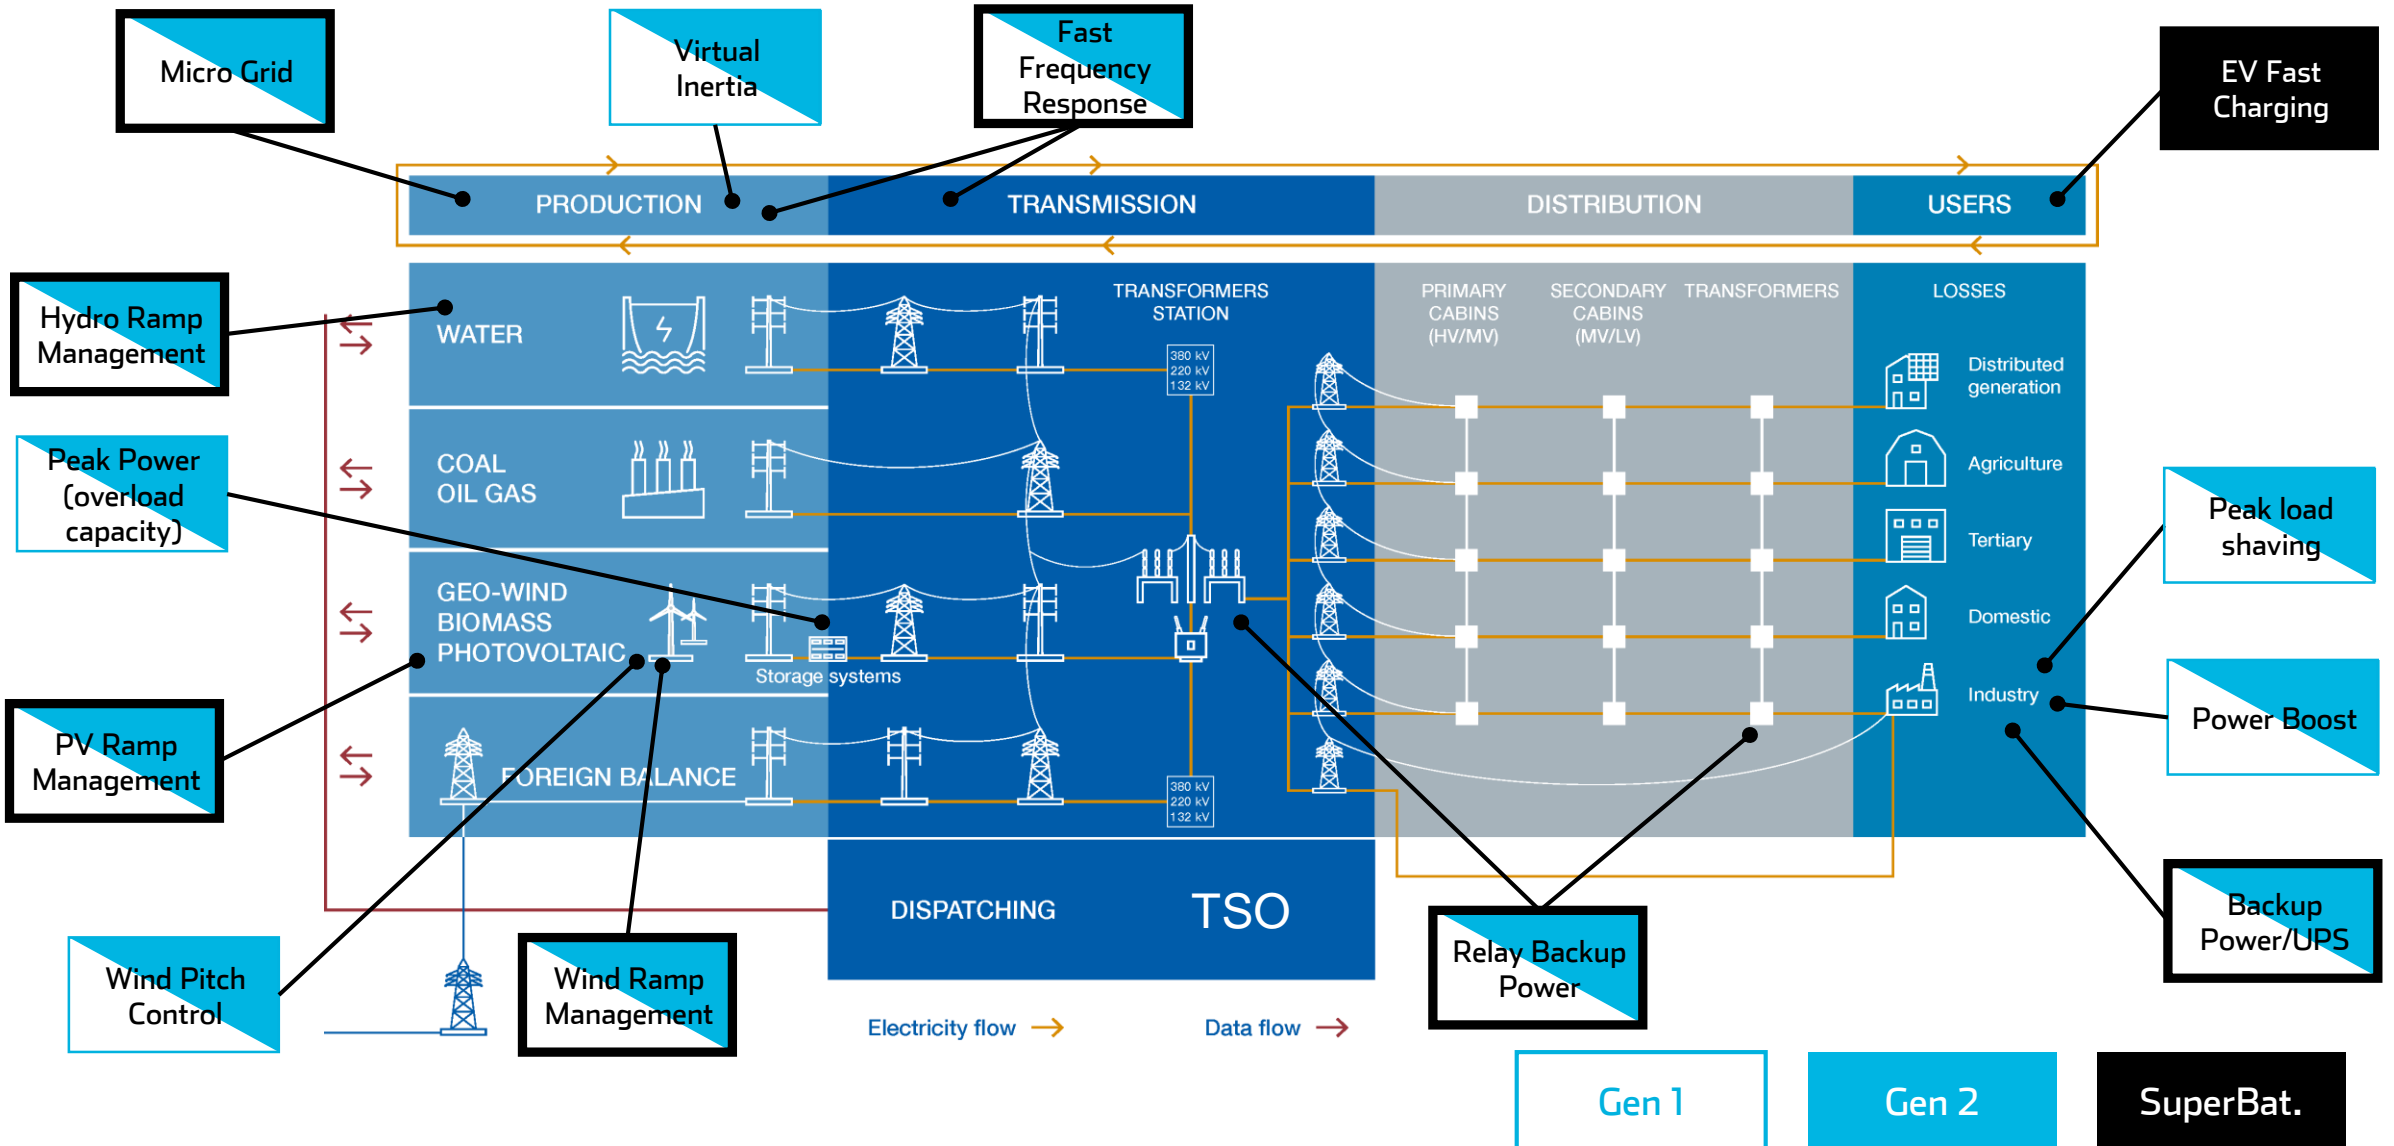 Micro Grid
Virtual
Inertia
Fast
Frequency
Response
EV Fast
Charging
PRODUCTION
TRANSMISSION
DISTRIBUTION
USERS
Hydro Ramp
Management
WATER
TRANSFORMERS
STATION
380 kV
220 kV
132 kV
PRIMARY
CABINS
(HV/MV)
SECONDARY
CABINS
(MV/LV)
TRANSFORMERS
LOSSES
Distributed
generation
Peak Power
(overload
capacity)
COAL
OIL GAS
Agriculture
Peak load
shaving
Tertiary
GEO-WIND
BIOMASS
PHOTOVOLTAIC
Storage systems
Domestic
Industry
Power Boost
PV Ramp
Management
FOREIGN BALANCE
380 kV
220 kV
132 kV
DISPATCHING
TSO
Backup
Power/UPS
Relay Backup
Power
Wind Pitch
Control
Wind Ramp
Management
Electricity flow
Data flow
Gen 1
Gen 2
SuperBat.